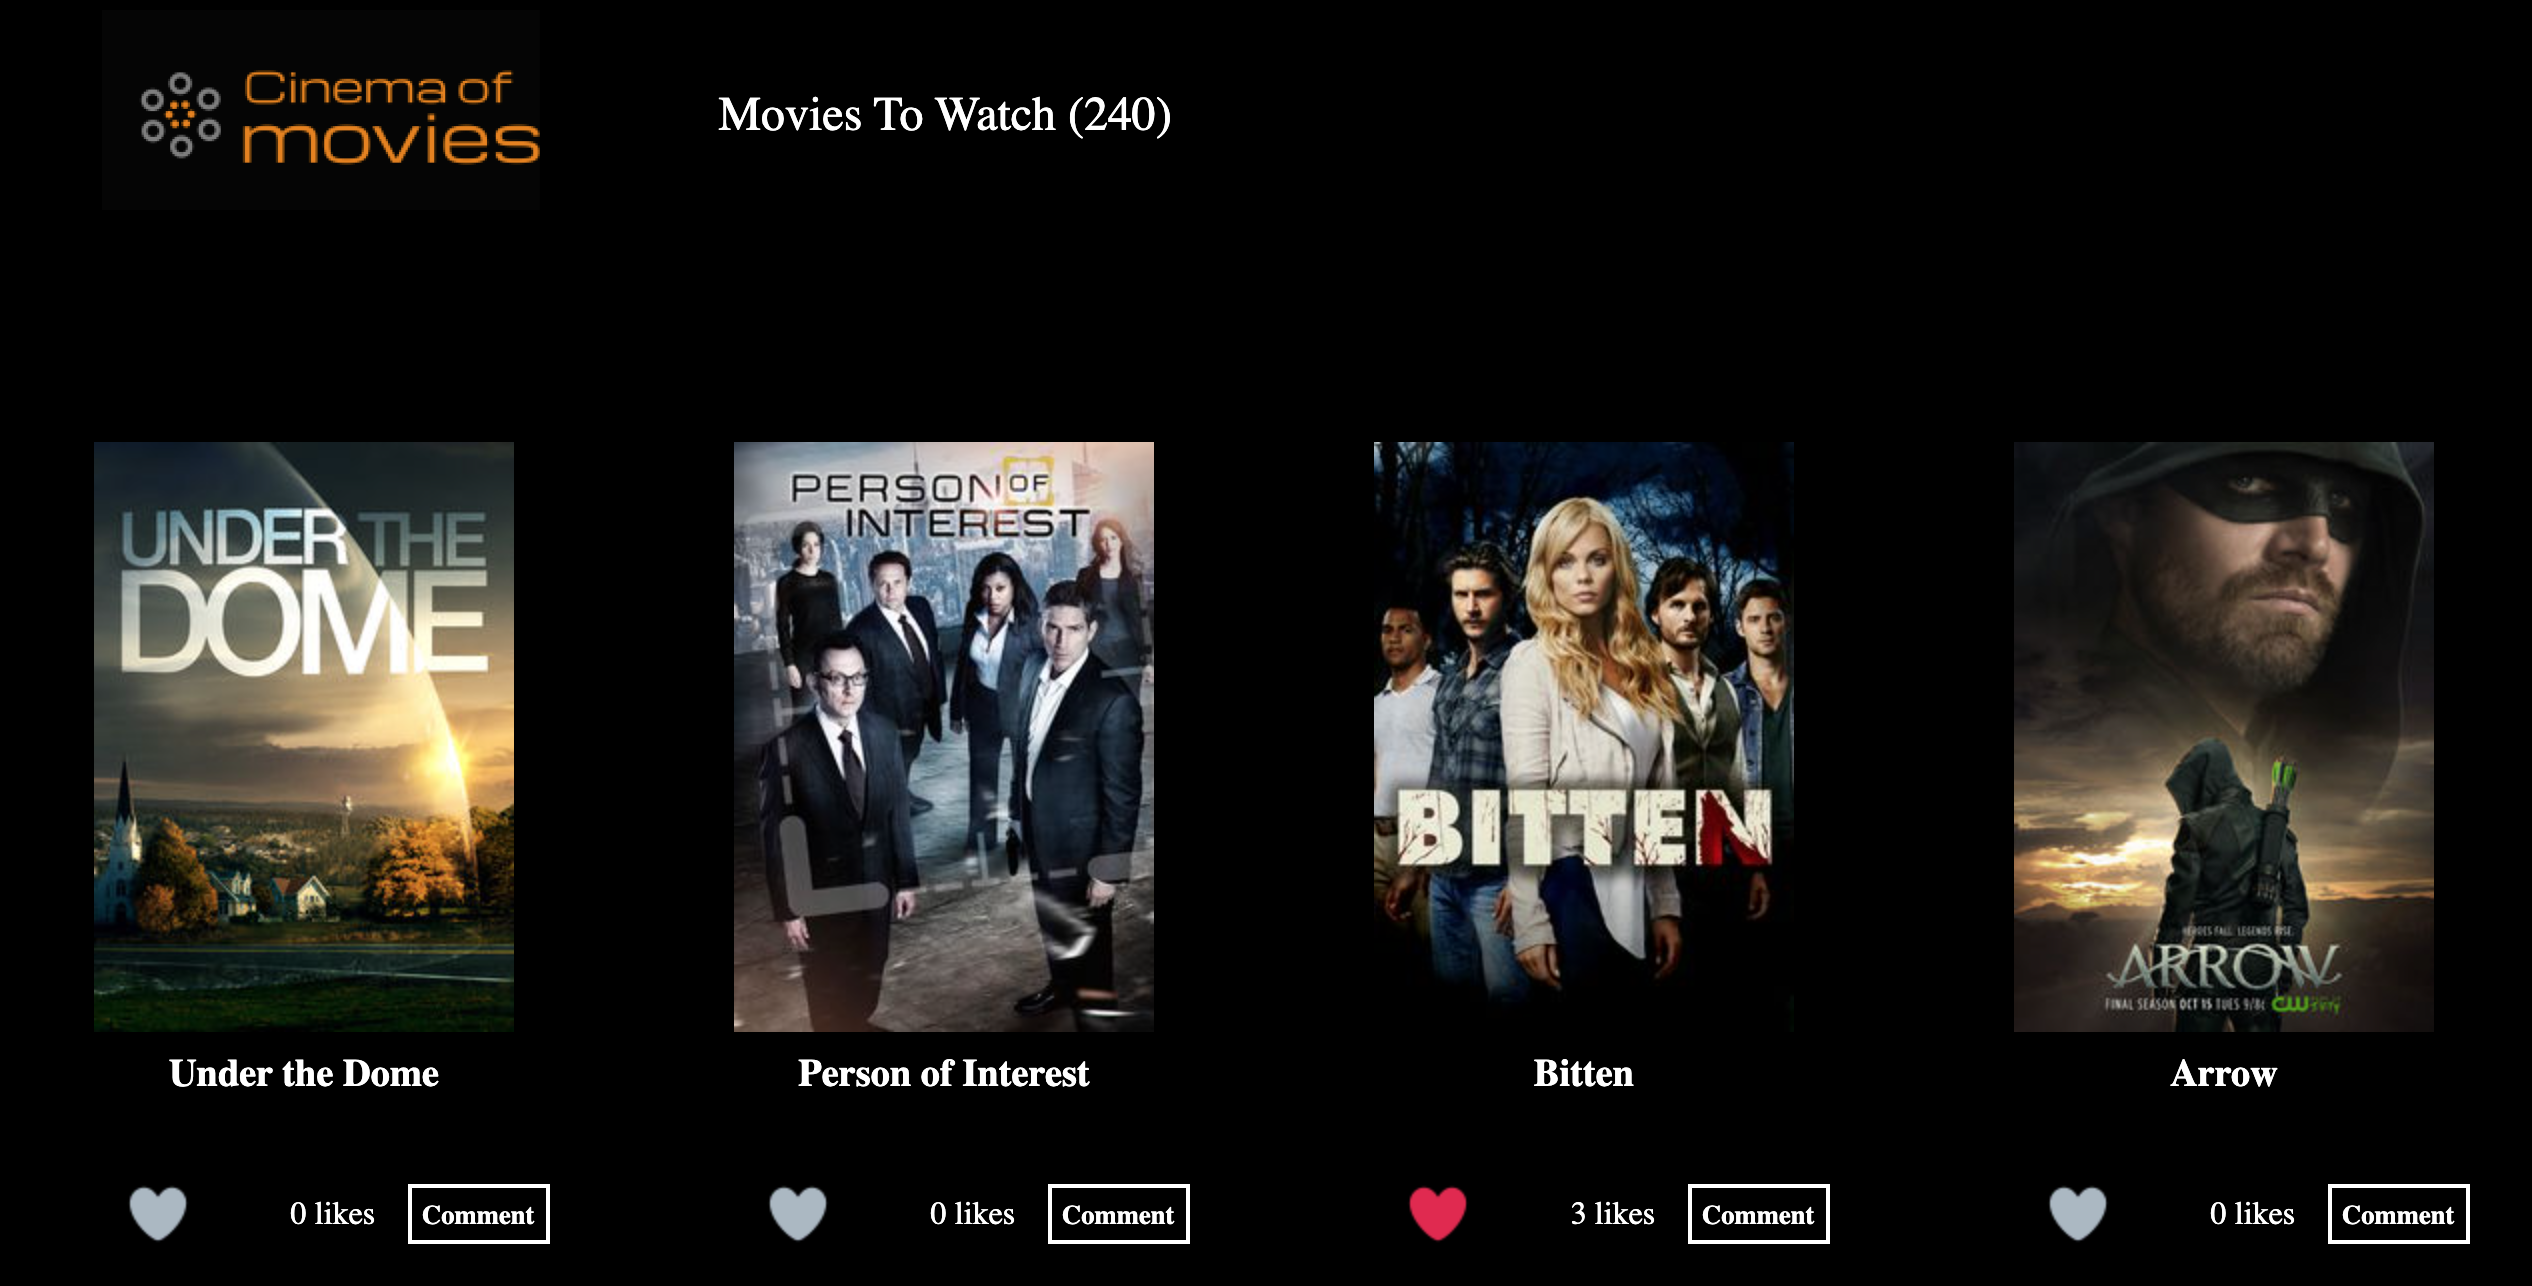 Cinema of
movies
Movies To Watch (240)
UNDER THE
DOME
PERSON OF
INTEREST
BITTEN
HEROES FALL. LEGENDS RISE.
ARROW
FINAL SEASON OCT 15 TUES 9/8c CW
Under the Dome
Person of Interest
Bitten
Arrow
0 likes
Comment
0 likes
Comment
3 likes
Comment
0 likes
Comment